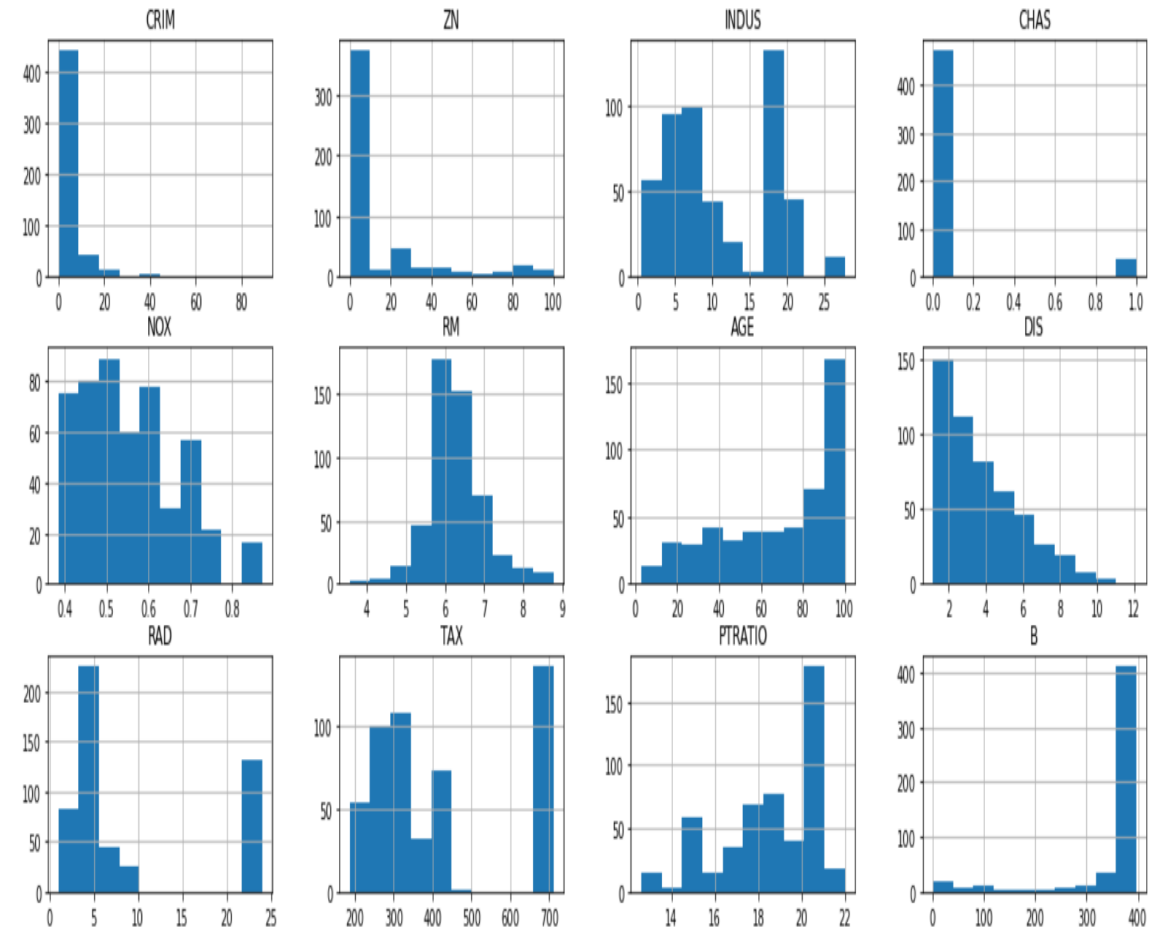 CRIM ZN INDUS CHAS
400 300 200 100 0
0 20 40 60 80
300 200 100 0
0 20 40 60 80 100
100 50 0
0 5 10 15 20 25
400 300 200 100 0
0.0 0.2 0.4 0.6 0.8 1.0
NOX RM AGE DIS
80 60 40 20 0
0.4 0.5 0.6 0.7 0.8
150 100 50 0
4 5 6 7 8 9
150 100 50 0
0 20 40 60 80 100
150 100 50 0
2 4 6 8 10 12
RAD TAX PTRATIO B
200 150 100 50 0
0 5 10 15 20 25
100 50 0
200 300 400 500 600 700
150 100 50 0
14 16 18 20 22
400 300 200 100 0
0 100 200 300 400